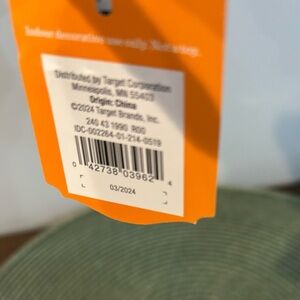 Indoor decorative use only. Not a toy.
Distributed by Target Corporation
Minneapolis, MN 55403
Origin: China
©2024 Target Brands, Inc.
240 43 1990 R00
IDC-002264-01-214-0519
0 42738 03962 4
03/2024